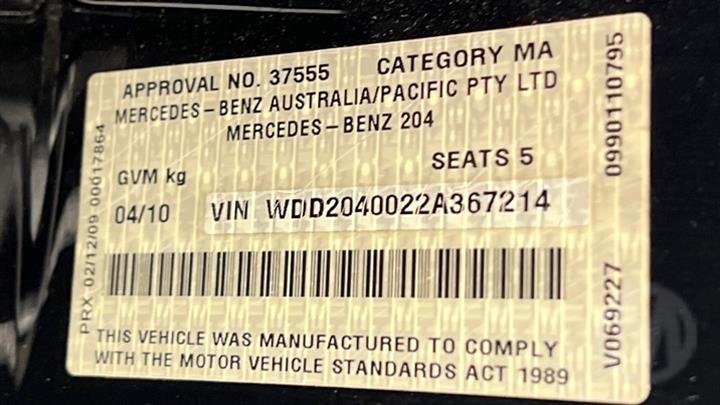 APPROVAL NO. 37555 CATEGORY MA
MERCEDES-BENZ AUSTRALIA/PACIFIC PTY LTD
MERCEDES-BENZ 204
SEATS 5
GVM kg
04/10 VIN WDD2040022A367214
THIS VEHICLE WAS MANUFACTURED TO COMPLY
WITH THE MOTOR VEHICLE STANDARDS ACT 1989
PRX 02/12/09 00017864
0990110795
V069227